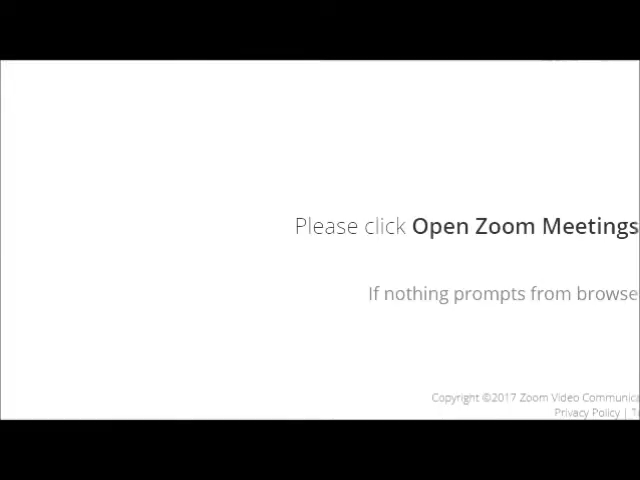 Please click Open Zoom Meetings
If nothing prompts from browse
Copyright ©2017 Zoom Video Communica
Privacy Policy | T